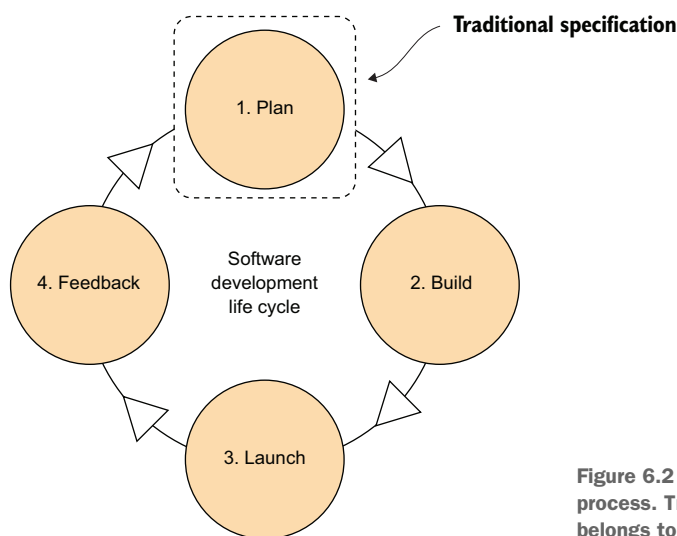 Traditional specification
1. Plan
4. Feedback
Software
development
life cycle
2. Build
3. Launch
Figure 6.2
process.
belongs to